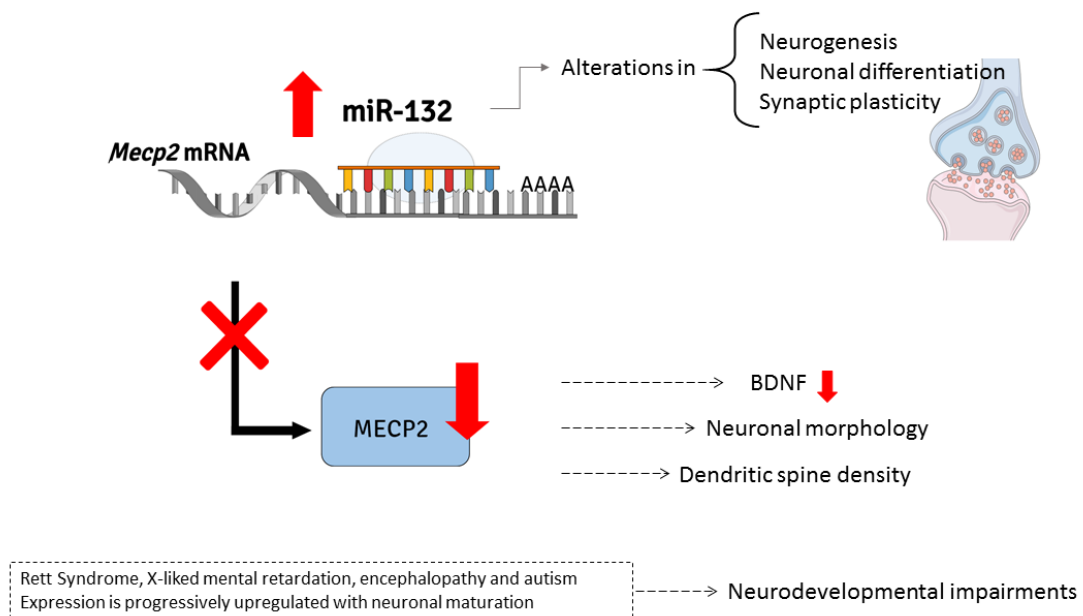 Neurogenesis
Alterations in
Neuronal differentiation
Synaptic plasticity
miR-132
Mecp2 mRNA
AAAA
MECP2
BDNF
Neuronal morphology
Dendritic spine density
Rett Syndrome, X-liked mental retardation, encephalopathy and autism
Expression is progressively upregulated with neuronal maturation
Neurodevelopmental impairments